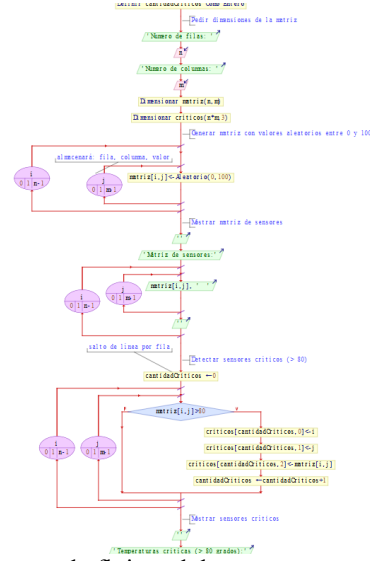 Definir cantidadCriticos Como Entero
Pedir dimensiones de la matriz
'Número de filas: '
n
'Número de columnas: '
m
Dimensionar matriz(n,m)
Dimensionar criticos(n*m,3)
Generar matriz con valores aleatorios entre 0 y 100
almacenará: fila, columna, valor
i
0 1 n-1
j
0 1 m-1
matriz[i,j]<-Aleatorio(0,100)
Mostrar matriz de sensores
' '
'Matriz de sensores:'
i
0 1 n-1
j
0 1 m-1
matriz[i,j], ' '
' '
salto de linea por fila
Detectar sensores criticos (> 80)
cantidadCriticos ←0
i
0 1 n-1
j
0 1 m-1
matriz[i,j]>80
F
V
criticos[cantidadCriticos,0]<-i
criticos[cantidadCriticos,1]<-j
criticos[cantidadCriticos,2]<-matriz[i,j]
cantidadCriticos ←cantidadCriticos+1
Mostrar sensores criticos
' '
'Temperaturas criticas (> 80 grados):'